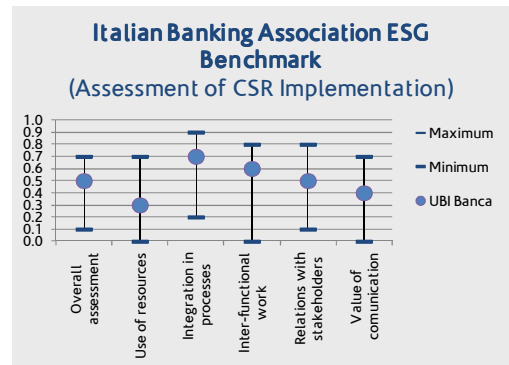 Italian Banking Association ESG
Benchmark
(Assessment of CSR Implementation)
1.0
0.9
0.8
0.7
0.6
0.5
0.4
0.3
0.2
0.1
0.0
Maximum
Minimum
UBI Banca
Overall
assessment
Use of resources
Integration in
processes
Inter-functional
work
Relations with
stakeholders
Value of
comunication